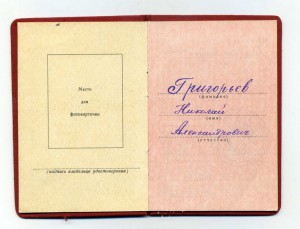 Место
для
фотокарточки
(подпись владельца удостоверения)
Григорьев
(фамилия)
Николай
(имя)
Александрович
(отчество)